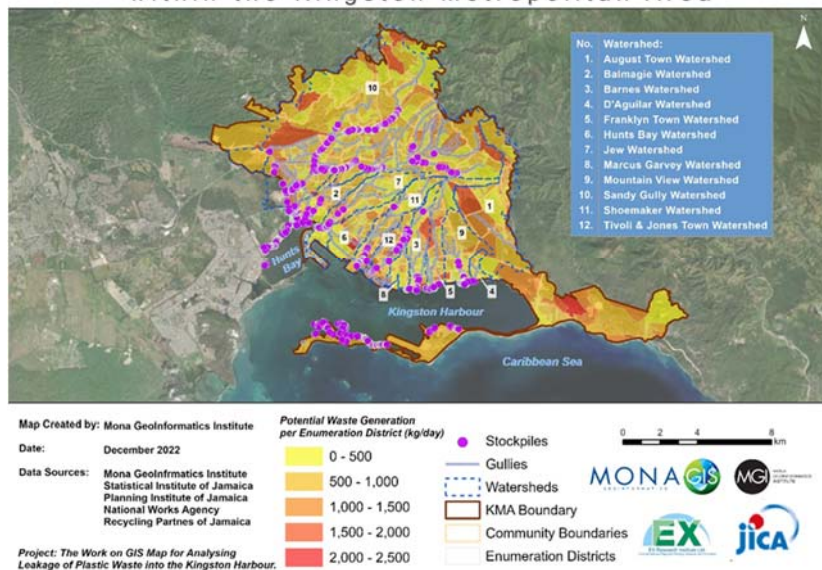 within the Kingston Metropolitan Area
No. Watershed:
1. August Town Watershed
2. Balmagie Watershed
3. Barnes Watershed
4. D'Aguilar Watershed
5. Franklyn Town Watershed
6. Hunts Bay Watershed
7. Jew Watershed
8. Marcus Garvey Watershed
9. Mountain View Watershed
10. Sandy Gully Watershed
11. Shoemaker Watershed
12. Tivoli & Jones Town Watershed
N
10
7
2
11
1
6
12
3
9
8
5
4
Hunts
Bay
Kingston Harbour
Caribbean Sea
Map Created by: Mona GeoInformatics Institute
Date: December 2022
Data Sources: Mona GeoInfrmatics Institute
Statistical Institute of Jamaica
Planning Institute of Jamaica
National Works Agency
Recycling Partnes of Jamaica
Project: The Work on GIS Map for Analysing
Leakage of Plastic Waste into the Kingston Harbour.
Potential Waste Generation
per Enumeration District (kg/day)
0 - 500
500 - 1,000
1,000 - 1,500
1,500 - 2,000
2,000 - 2,500
Stockpiles
Gullies
Watersheds
KMA Boundary
Community Boundaries
Enumeration Districts
0 2 4 8
km
MONA GIS
MGI
EX
jICA